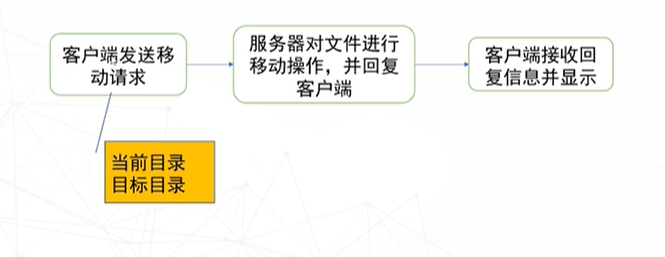 客户端发送移
动请求
服务器对文件进行
移动操作，并回复
客户端
客户端接收回
复信息并显示
当前目录
目标目录